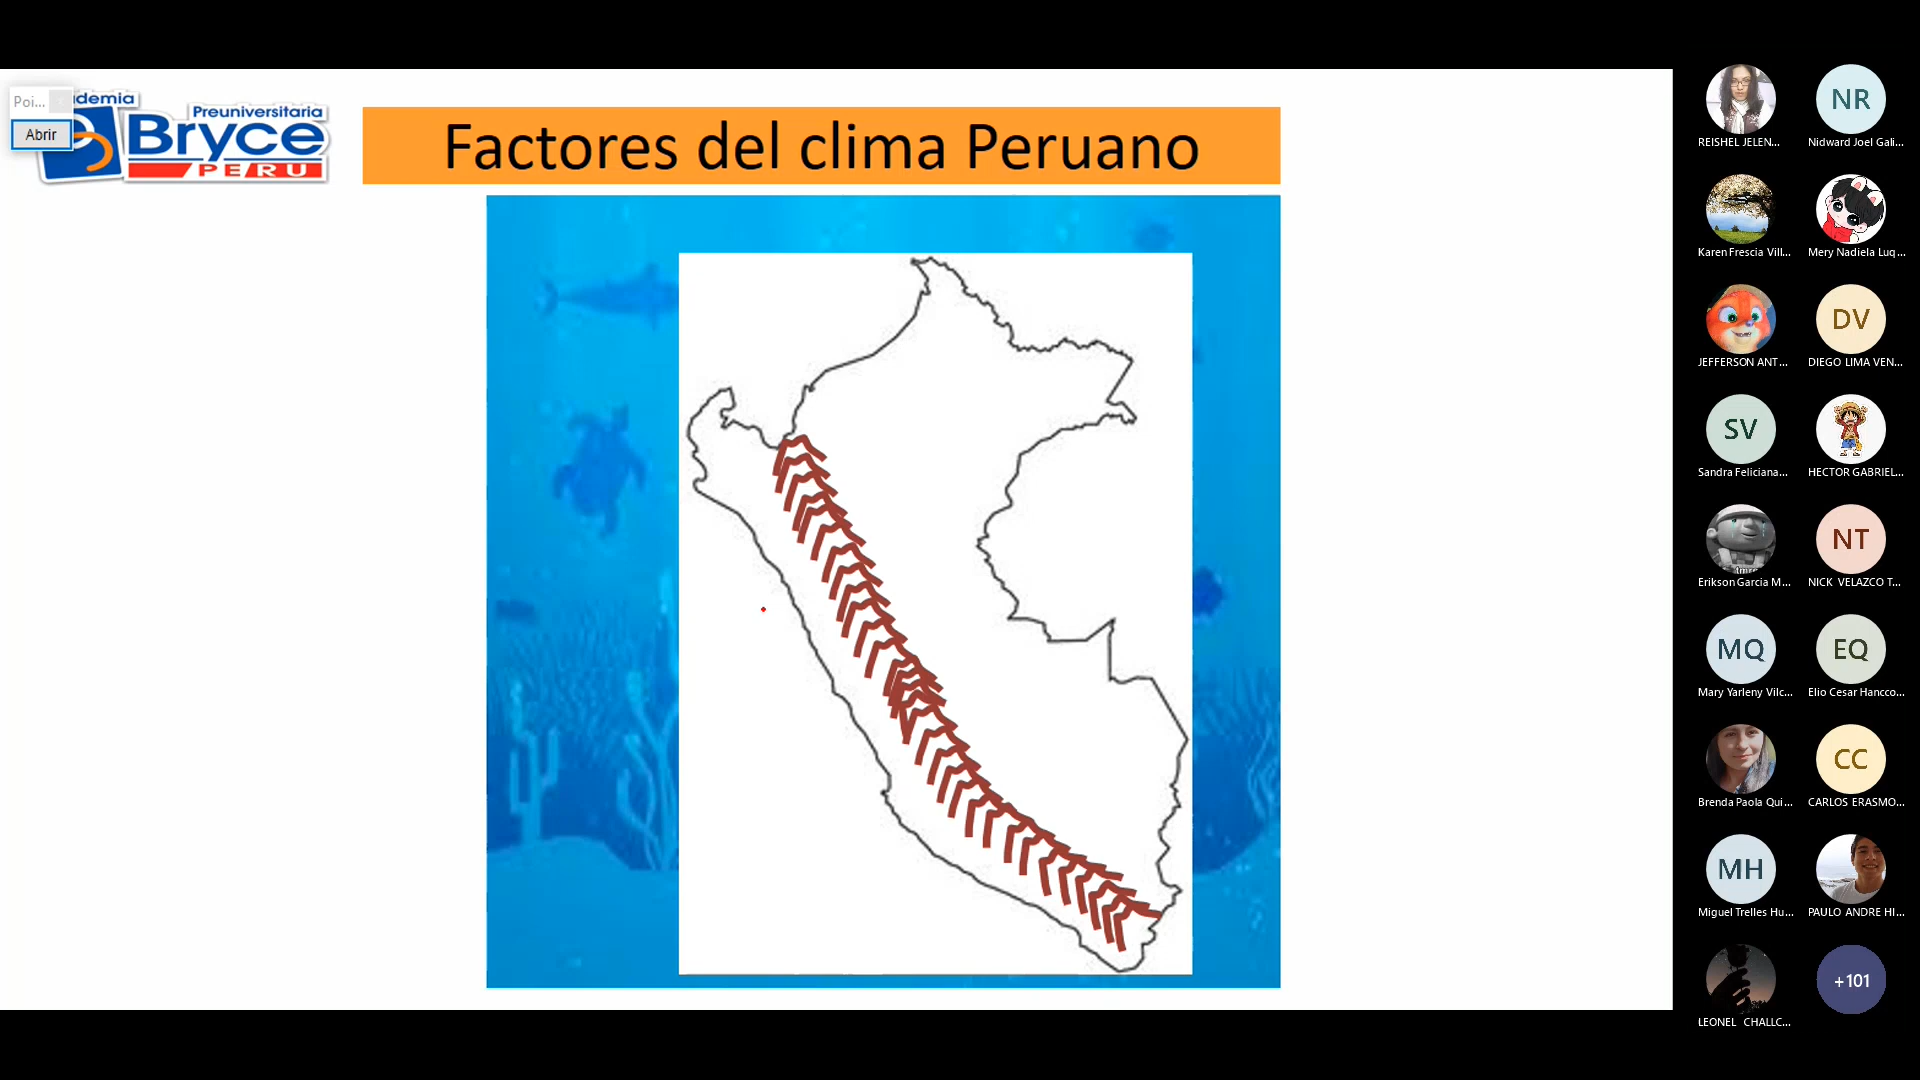 Poi...
Abrir
ademia
Preuniversitaria
Bryce
PERU
Factores del clima Peruano
REISHEL JELEN...
NR
Nidward Joel Gali...
Karen Frescia Vill...
Mery Nadiela Luq...
JEFFERSON ANT...
DV
DIEGO LIMA VEN...
SV
Sandra Feliciana...
HECTOR GABRIEL...
Erikson Garcia M...
NT
NICK VELAZCO T...
MQ
Mary Yarleny Vilc...
EQ
Elio Cesar Hancco...
Brenda Paola Qui...
CC
CARLOS ERASMO...
MH
Miguel Trelles Hu...
PAULO ANDRE HI...
LEONEL CHALLC...
+101